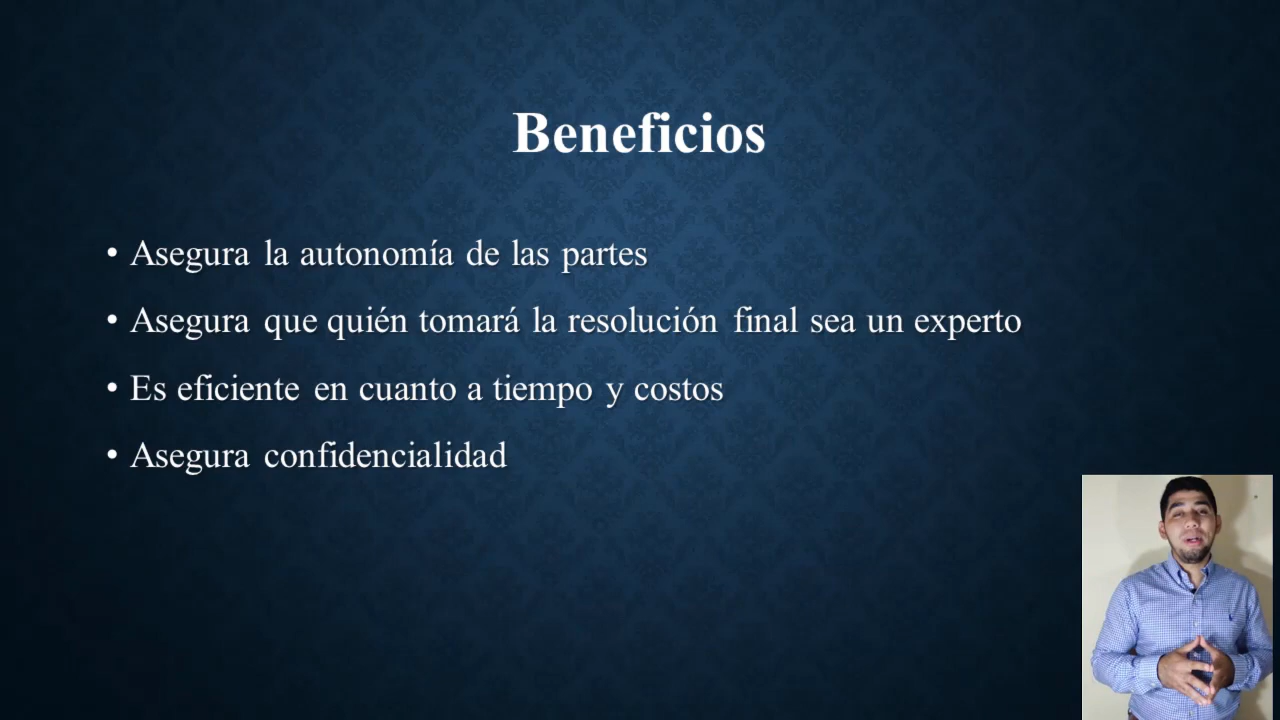 Beneficios
• Asegura la autonomía de las partes
• Asegura que quién tomará la resolución final sea un experto
• Es eficiente en cuanto a tiempo y costos
• Asegura confidencialidad